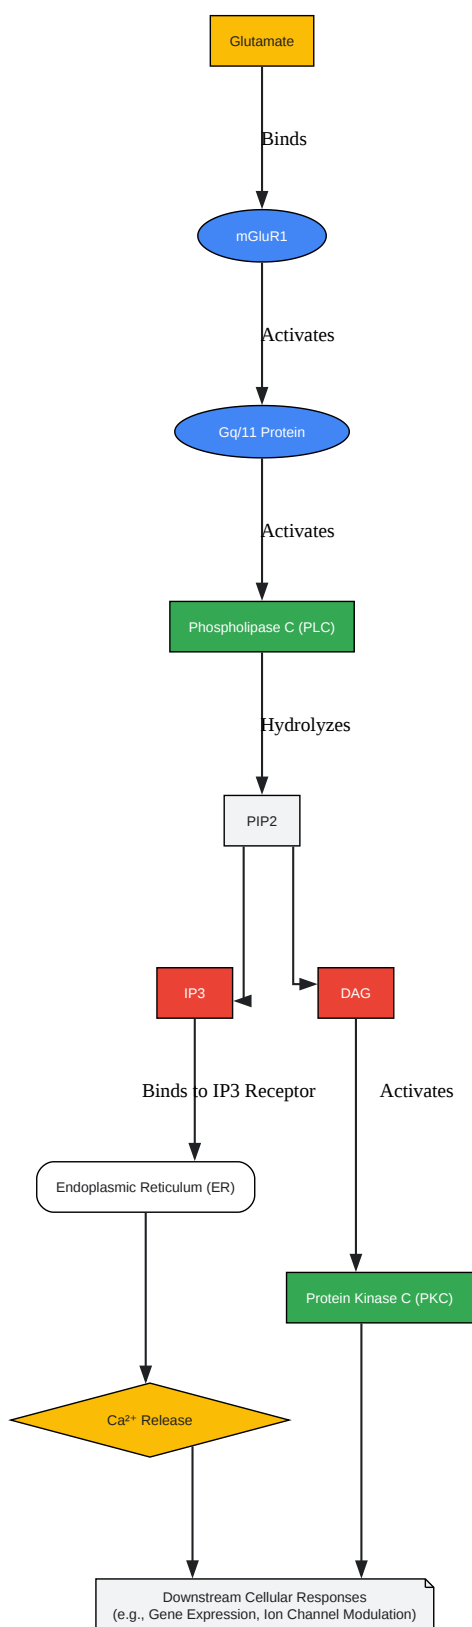 Glutamate
Binds
mGluR1
Activates
Gq/11 Protein
Activates
Phospholipase C (PLC)
Hydrolyzes
PIP2
IP3
DAG
Binds to IP3 Receptor
Activates
Endoplasmic Reticulum (ER)
Protein Kinase C (PKC)
Ca²⁺ Release
Downstream Cellular Responses
(e.g., Gene Expression, Ion Channel Modulation)